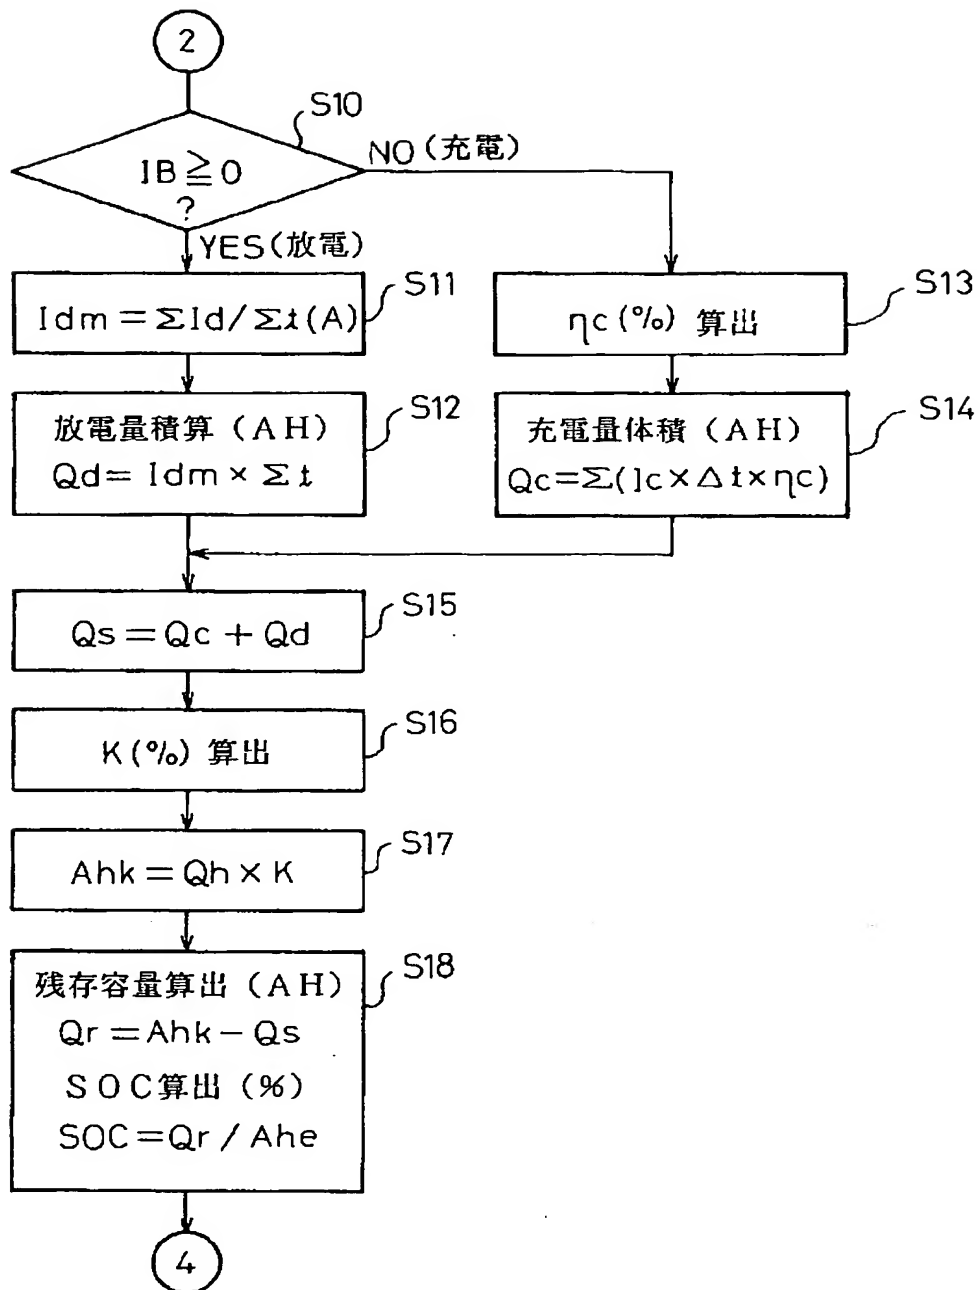 2
S10
IB≧0
?
NO(充電)
YES(放電)
S11
Idm=ΣId/Σt(A)
S13
ηc(%) 算出
S12
放電量積算(AH)
Qd=Idm×Σt
S14
充電量体積(AH)
Qc=Σ(Ic×Δt×ηc)
S15
Qs=Qc+Qd
S16
K(%) 算出
S17
Ahk=Qh×K
S18
残存容量算出(AH)
Qr=Ahk-Qs
SOC算出(%)
SOC=Qr/Ahe
4